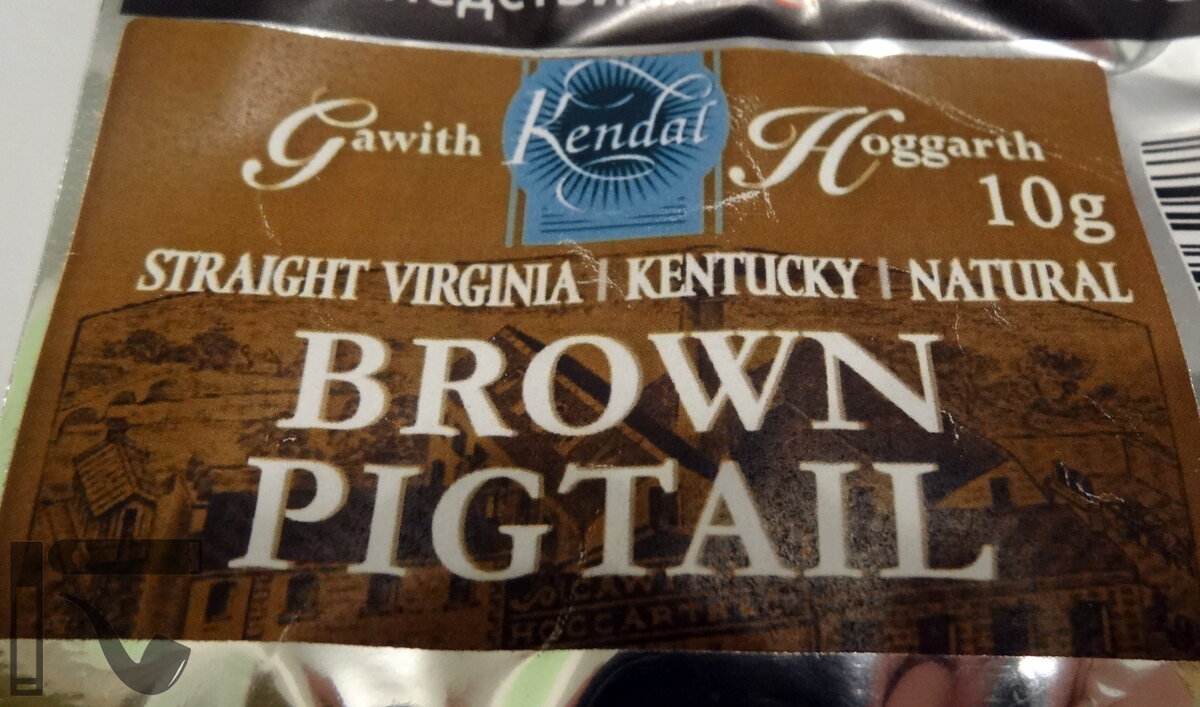 Gawith Kendal Hoggarth
10g
STRAIGHT VIRGINIA | KENTUCKY | NATURAL
BROWN
PIGTAIL